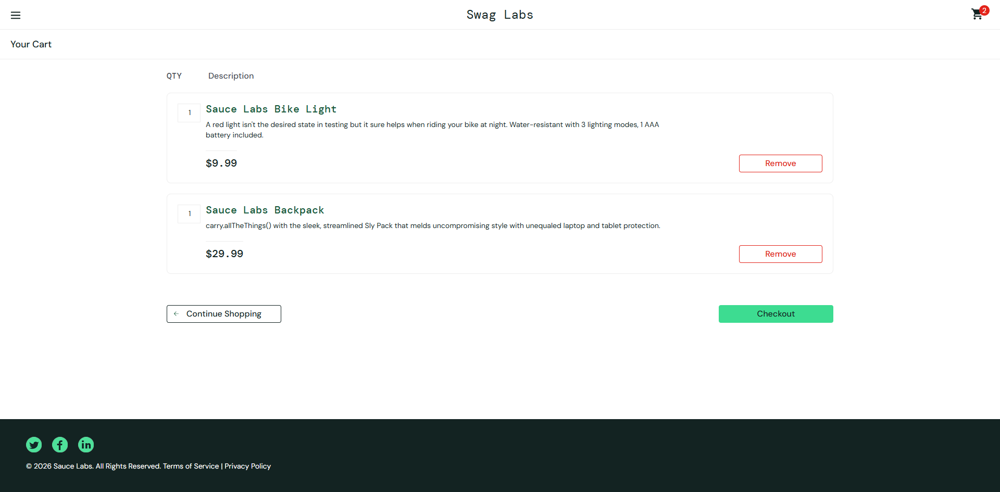 Swag Labs
2
Your Cart
QTY Description
1 Sauce Labs Bike Light
A red light isn't the desired state in testing but it sure helps when riding your bike at night. Water-resistant with 3 lighting modes, 1 AAA
battery included.
$9.99 Remove
1 Sauce Labs Backpack
carry.allTheThings() with the sleek, streamlined Sly Pack that melds uncompromising style with unequaled laptop and tablet protection.
$29.99 Remove
Continue Shopping Checkout
© 2026 Sauce Labs. All Rights Reserved. Terms of Service | Privacy Policy